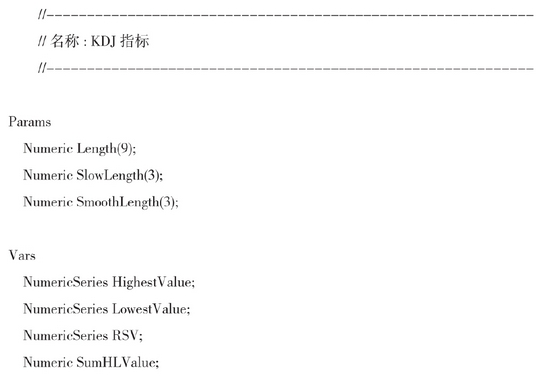 //------------------------------------------------------------
// 名称 : KDJ 指标
//------------------------------------------------------------
Params
Numeric Length(9);
Numeric SlowLength(3);
Numeric SmoothLength(3);
Vars
NumericSeries HighestValue;
NumericSeries LowestValue;
NumericSeries RSV;
Numeric SumHLValue;